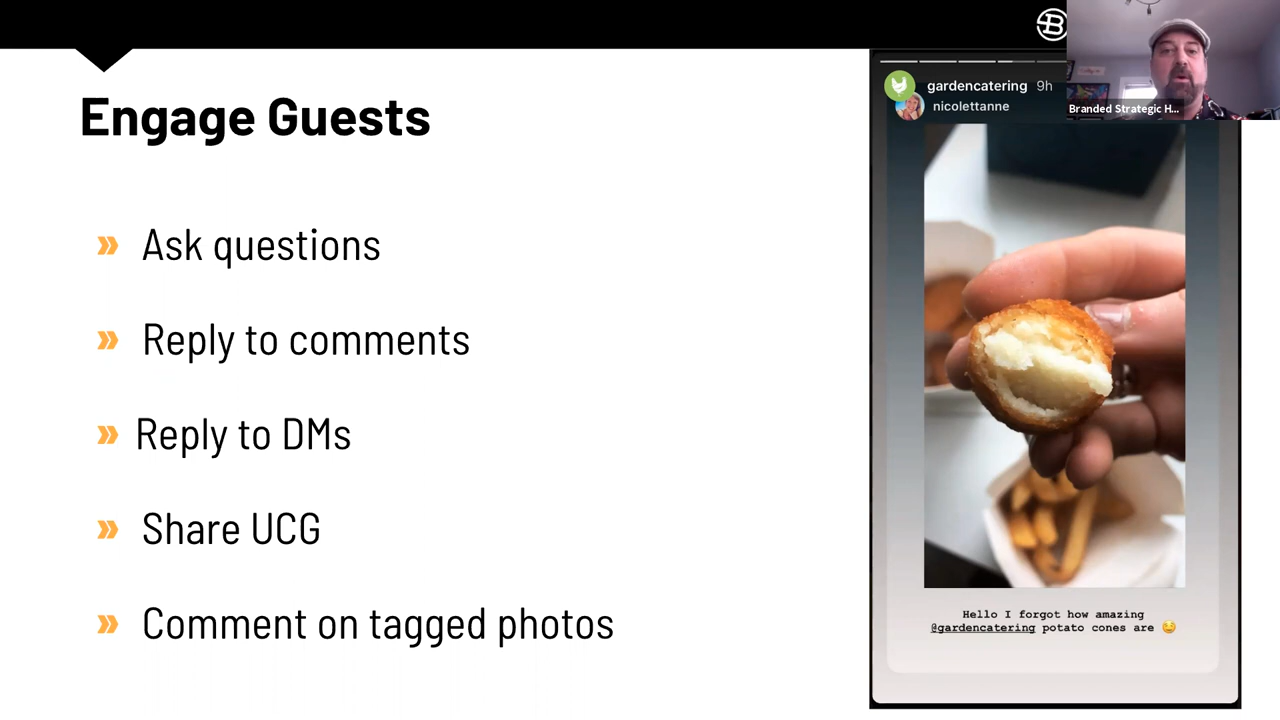 Engage Guests
» Ask questions
» Reply to comments
» Reply to DMs
» Share UCG
» Comment on tagged photos
gardencatering 9h
nicolettanne
Hello I forgot how amazing
@gardencatering potato cones are 😋
Branded Strategic H...